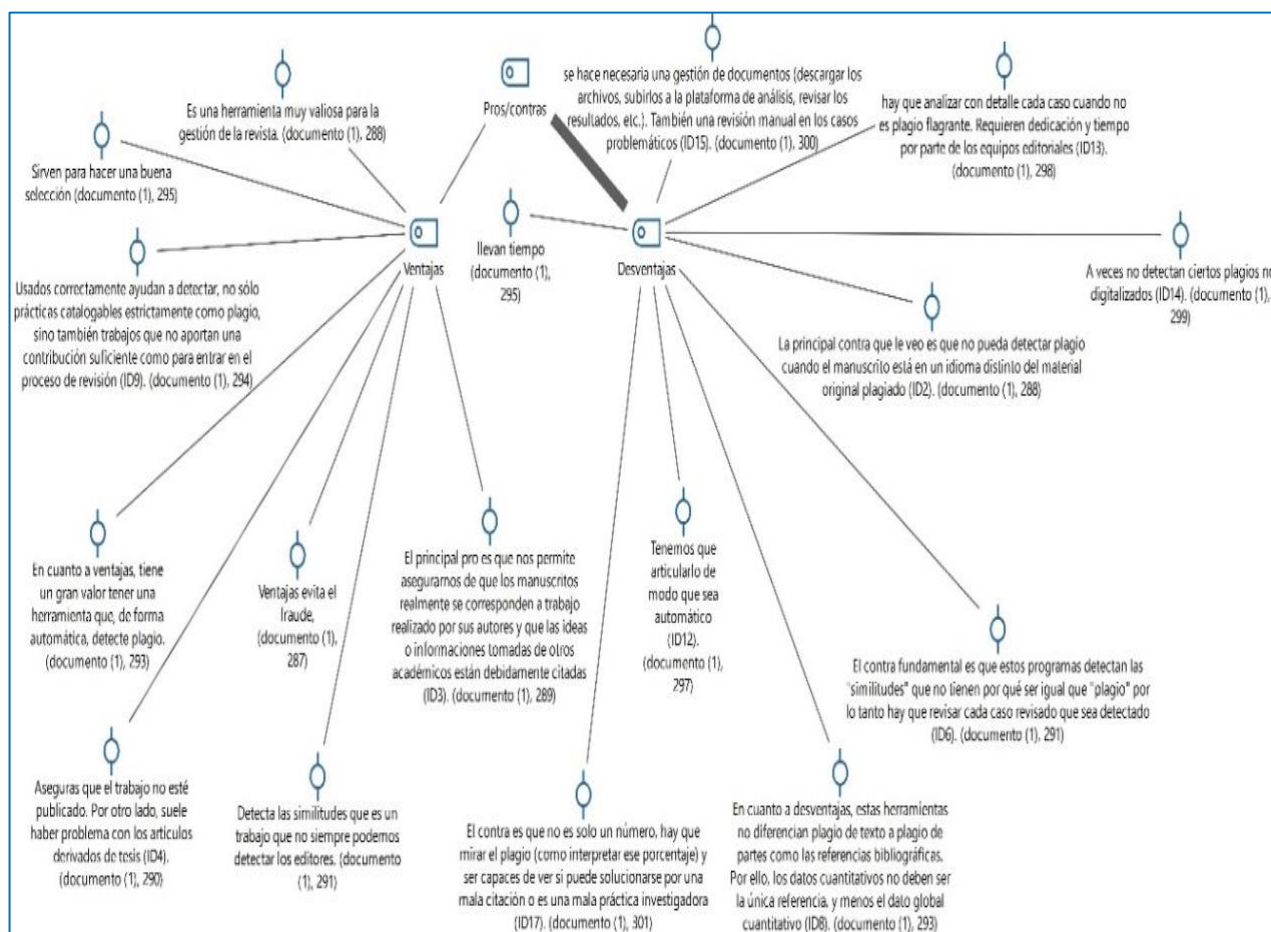 Pros/contras
Es una herramienta muy valiosa para la
gestión de la revista. (documento (1), 288)
Sirven para hacer una buena
selección (documento (1), 295)
Ventajas
Usados correctamente ayudan a detectar, no sólo
prácticas catalogables estrictamente como plagio,
sino también trabajos que no aportan una
contribución suficiente como para entrar en el
proceso de revisión (ID9). (documento (1), 294)
En cuanto a ventajas, tiene
un gran valor tener una
herramienta que, de forma
automática, detecte plagio.
(documento (1), 293)
Ventajas evita el
fraude,
(documento (1),
287)
El principal pro es que nos permite
asegurarnos de que los manuscritos
realmente se corresponden a trabajo
realizado por sus autores y que las ideas
o informaciones tomadas de otros
académicos están debidamente citadas
(ID3). (documento (1), 289)
Aseguras que el trabajo no esté
publicado. Por otro lado, suele
haber problema con los artículos
derivados de tesis (ID4).
(documento (1), 290)
Detecta las similitudes que es un
trabajo que no siempre podemos
detectar los editores. (documento
(1), 291)
se hace necesaria una gestión de documentos (descargar los
archivos, subirlos a la plataforma de análisis, revisar los
resultados, etc.). También una revisión manual en los casos
problemáticos (ID15). (documento (1), 300)
hay que analizar con detalle cada caso cuando no
es plagio flagrante. Requieren dedicación y tiempo
por parte de los equipos editoriales (ID13).
(documento (1), 298)
llevan tiempo
(documento (1),
295)
Desventajas
A veces no detectan ciertos plagios no
digitalizados (ID14). (documento (1),
299)
La principal contra que le veo es que no pueda detectar plagio
cuando el manuscrito está en un idioma distinto del material
original plagiado (ID2). (documento (1), 288)
Tenemos que
articularlo de
modo que sea
automático
(ID12).
(documento (1),
297)
El contra fundamental es que estos programas detectan las
"similitudes" que no tienen por qué ser igual que "plagio" por
lo tanto hay que revisar cada caso revisado que sea detectado
(ID6). (documento (1), 291)
El contra es que no es solo un número, hay que
mirar el plagio (como interpretar ese porcentaje) y
ser capaces de ver si puede solucionarse por una
mala citación o es una mala práctica investigadora
(ID17). (documento (1), 301)
En cuanto a desventajas, estas herramientas
no diferencian plagio de texto a plagio de
partes como las referencias bibliográficas.
Por ello, los datos cuantitativos no deben ser
la única referencia, y menos el dato global
cuantitativo (ID8). (documento (1), 293)